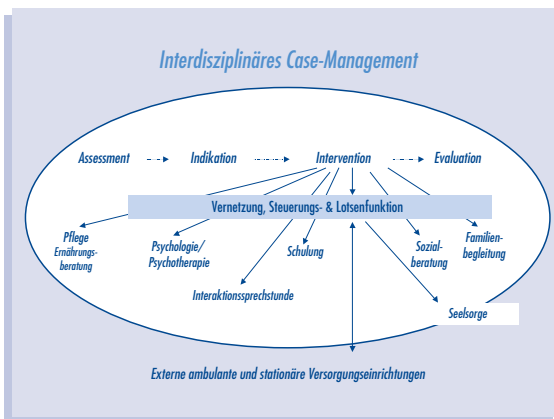 Interdisziplinäres Case-Management
Assessment
Indikation
Intervention
Evaluation
Vernetzung, Steuerungs- & Lotsenfunktion
Pflege
Ernährungs-
beratung
Psychologie/
Psychotherapie
Interaktionssprechstunde
Schulung
Sozial-
beratung
Familien-
begleitung
Seelsorge
Externe ambulante und stationäre Versorgungseinrichtungen